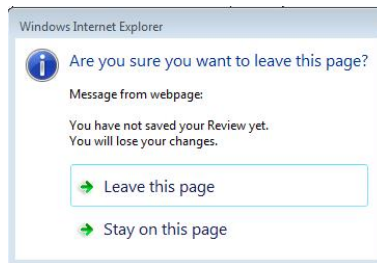 Windows Internet Explorer
Are you sure you want to leave this page?
Message from webpage:
You have not saved your Review yet.
You will lose your changes.
Leave this page
Stay on this page